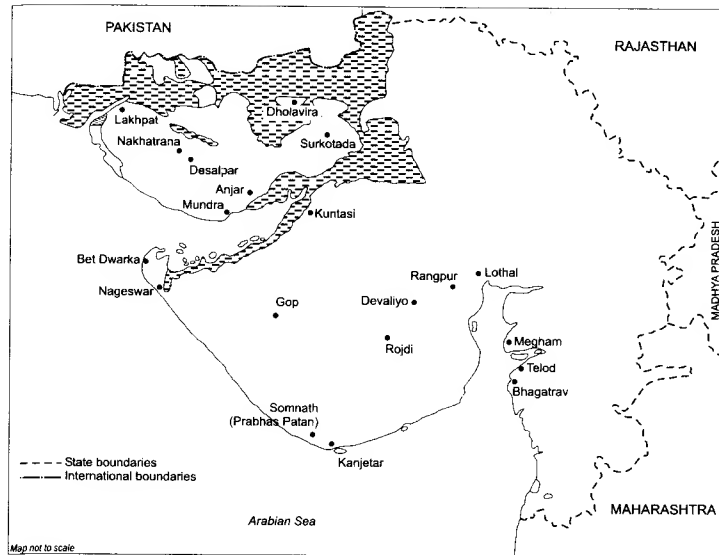 PAKISTAN
RAJASTHAN
Lakhpat
Dholavira
Nakhatrana
Surkotada
Desalpar
Anjar
Mundra
Kuntasi
Bet Dwarka
Nageswar
Gop
Rangpur
Lothal
Devaliyo
Rojdi
MADHYA PRADESH
Megham
Telod
Bhagatrav
Somnath
(Prabhas Patan)
Kanjetar
State boundaries
International boundaries
MAHARASHTRA
Arabian Sea
Map not to scale